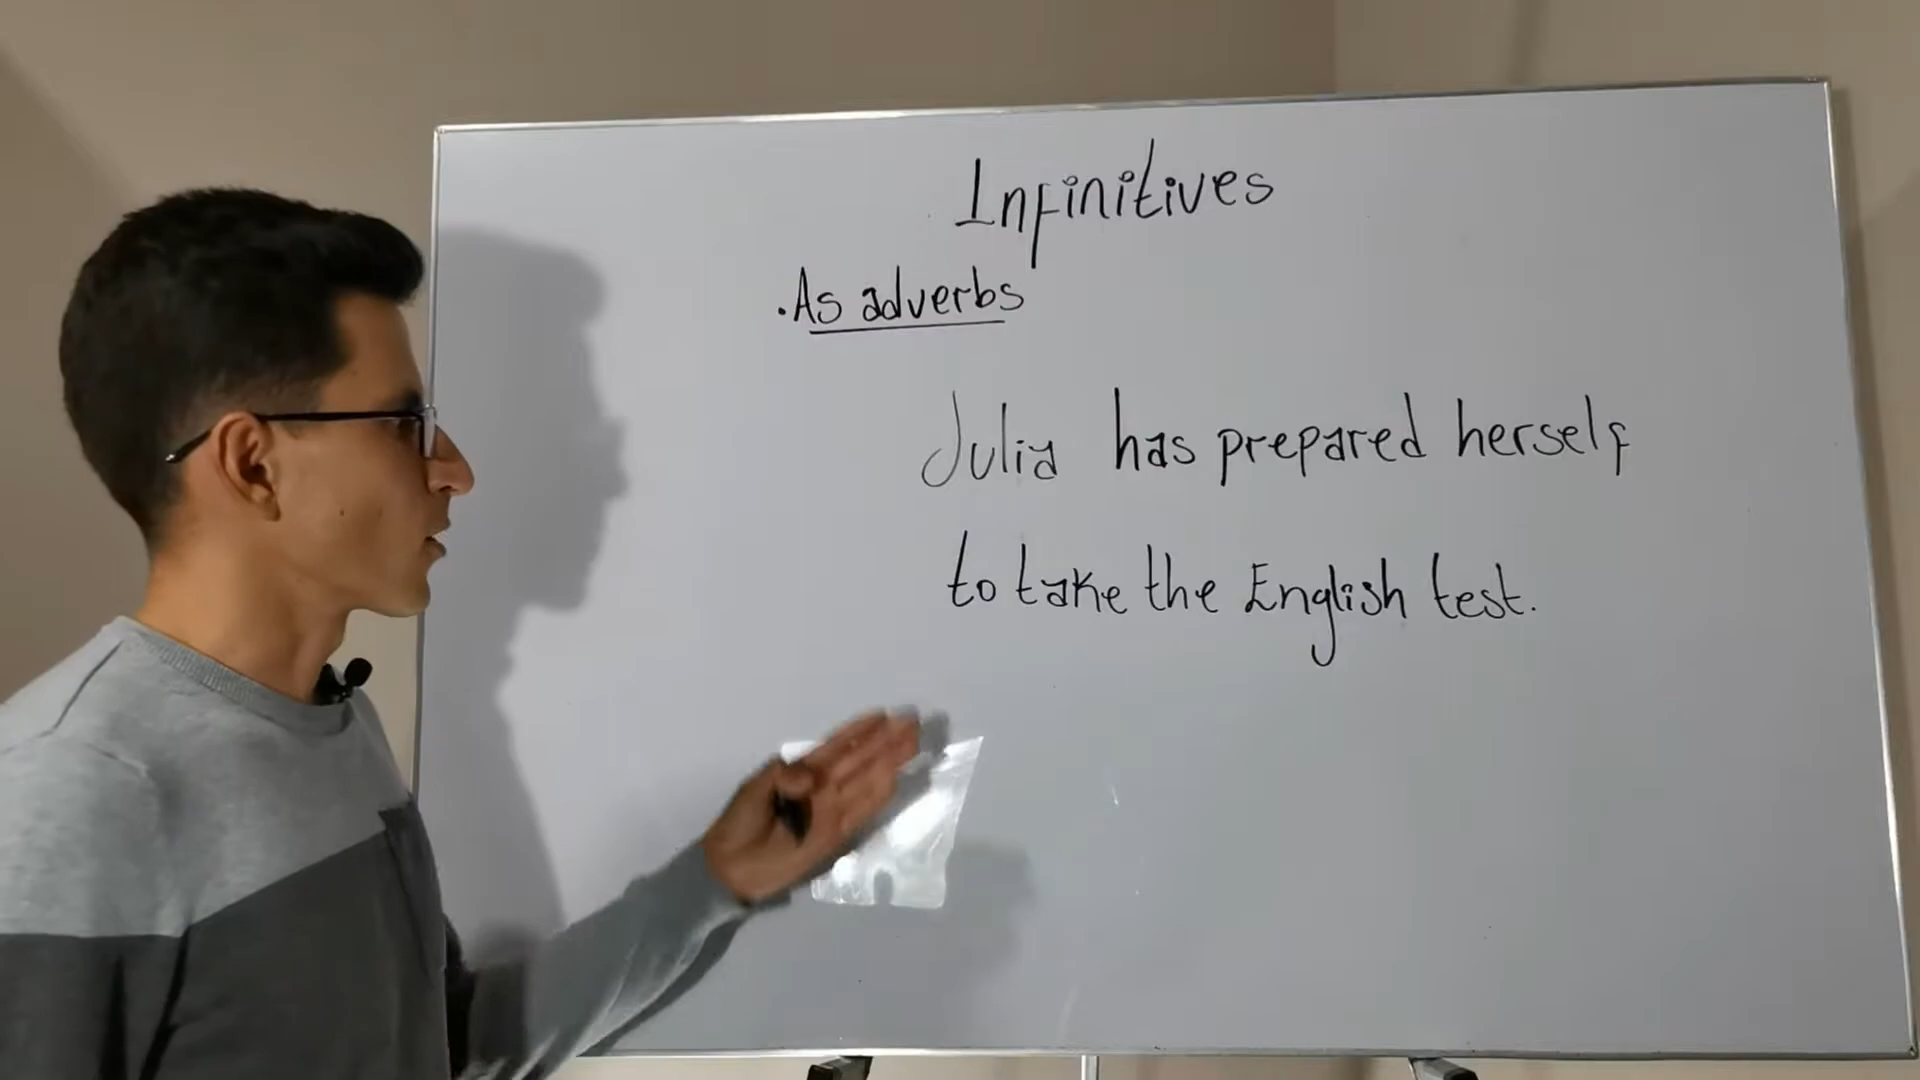 Infinitives
.As adverbs
Julia has prepared herself
to take the English test.